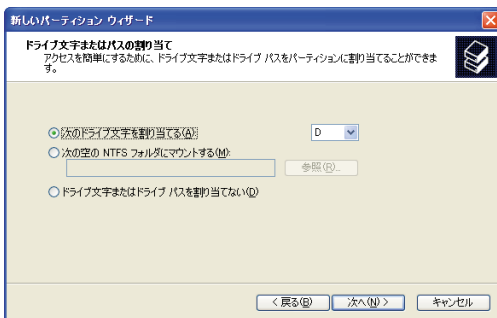 新しいパーティション ウィザード
ドライブ文字またはパスの割り当て
アクセスを簡単にするために、ドライブ文字またはドライブ パスをパーティションに割り当てることができま
す。
次のドライブ文字を割り当てる(A):
D
次の空の NTFS フォルダにマウントする(M):
参照(R)...
ドライブ文字またはドライブ パスを割り当てない(D)
< 戻る(B)
次へ(N) >
キャンセル